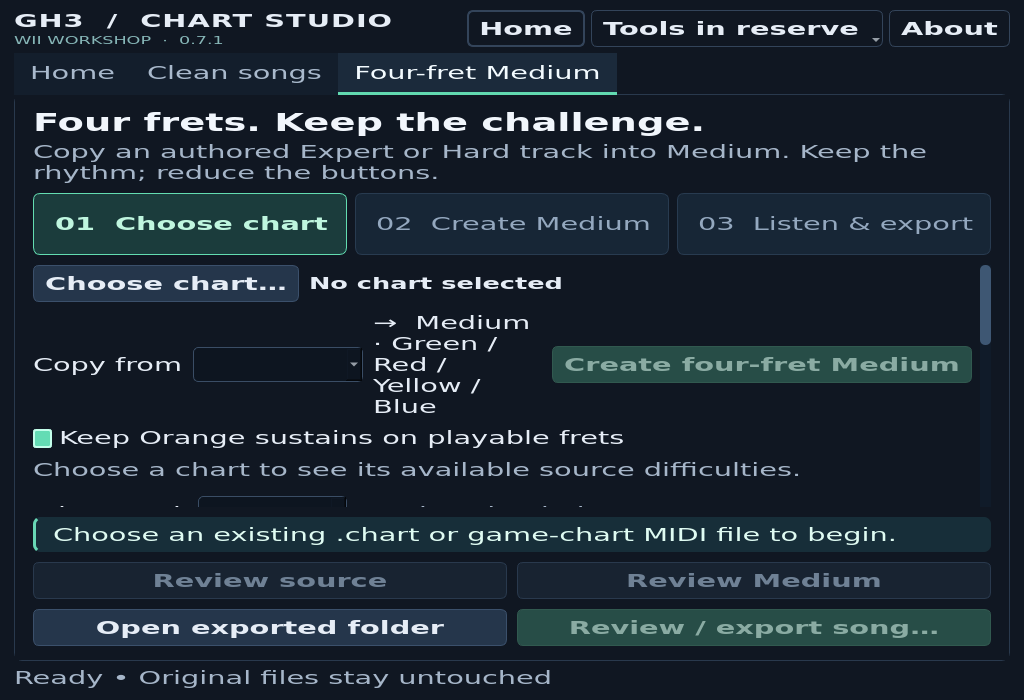 GH3 / CHART STUDIO
WII WORKSHOP · 0.7.1
Home
Tools in reserve
About
Home
Clean songs
Four-fret Medium
Four frets. Keep the challenge.
Copy an authored Expert or Hard track into Medium. Keep the
rhythm; reduce the buttons.
01 Choose chart
02 Create Medium
03 Listen & export
Choose chart...
No chart selected
Copy from
→ Medium
· Green /
Red /
Yellow /
Blue
Create four-fret Medium
Keep Orange sustains on playable frets
Choose a chart to see its available source difficulties.
Choose an existing .chart or game-chart MIDI file to begin.
Review source
Review Medium
Open exported folder
Review / export song...
Ready • Original files stay untouched